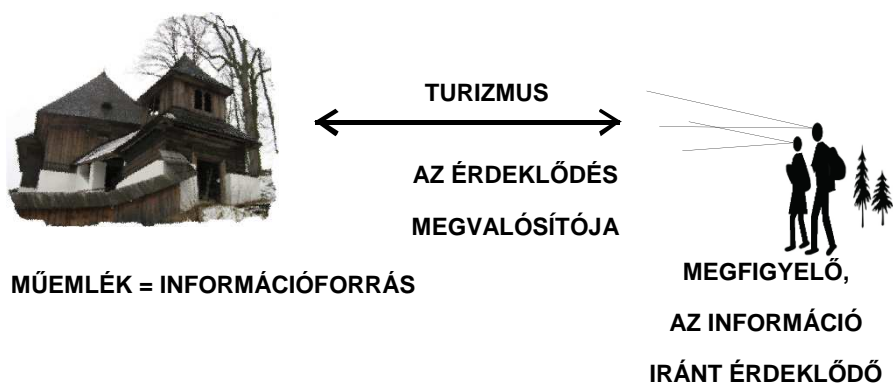 TURIZMUS
AZ ÉRDEKLŐDÉS
MEGVALÓSÍTÓJA
MŰEMLÉK = INFORMÁCIÓFORRÁS
MEGFIGYELŐ,
AZ INFORMÁCIÓ
IRÁNT ÉRDEKLŐDŐ